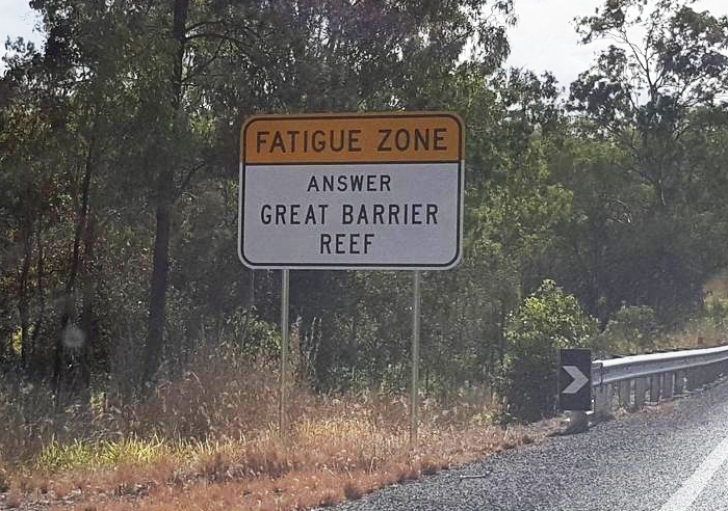 FATIGUE ZONE
ANSWER
GREAT BARRIER
REEF